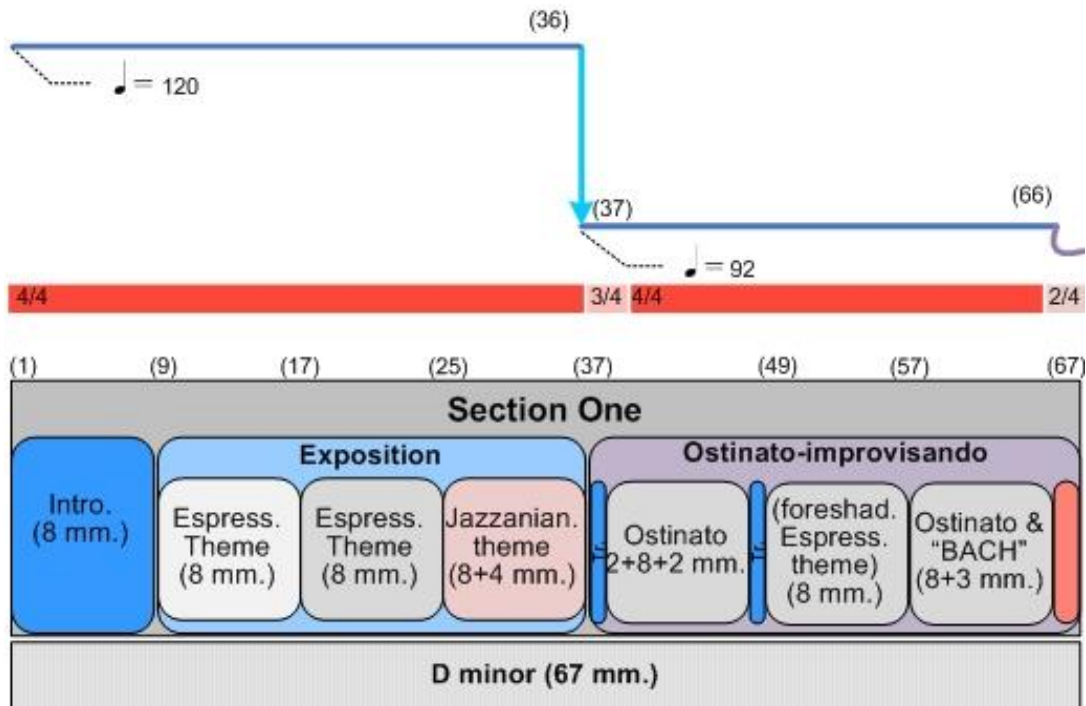 (36)
= 120
(37)
(66)
= 92
4/4
3/4
4/4
2/4
(1)
(9)
(17)
(25)
(37)
(49)
(57)
(67)
Section One
Exposition
Ostinato-improvisando
Intro.
(8 mm.)
Espress.
Theme
(8 mm.)
Espress.
Theme
(8 mm.)
Jazzanian.
theme
(8+4 mm.)
Tr.
Ostinato
2+8+2 mm.
Tr.
(foreshad.
Espress.
theme)
(8 mm.)
Ostinato &
“BACH”
(8+3 mm.)
D minor (67 mm.)